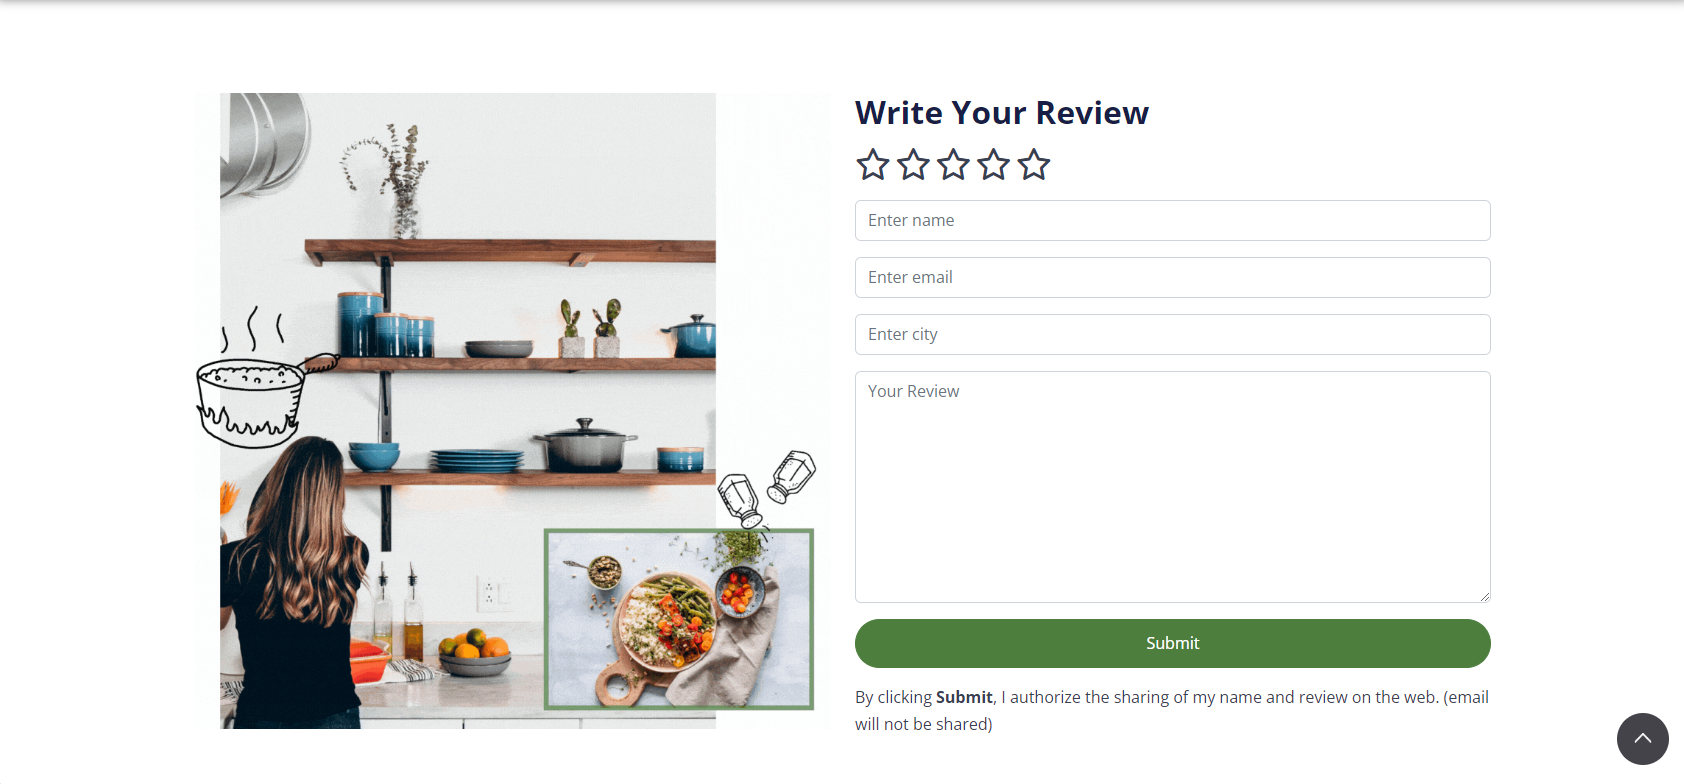 Write Your Review
Enter name
Enter email
Enter city
Your Review
Submit
By clicking Submit, I authorize the sharing of my name and review on the web. (email
will not be shared)